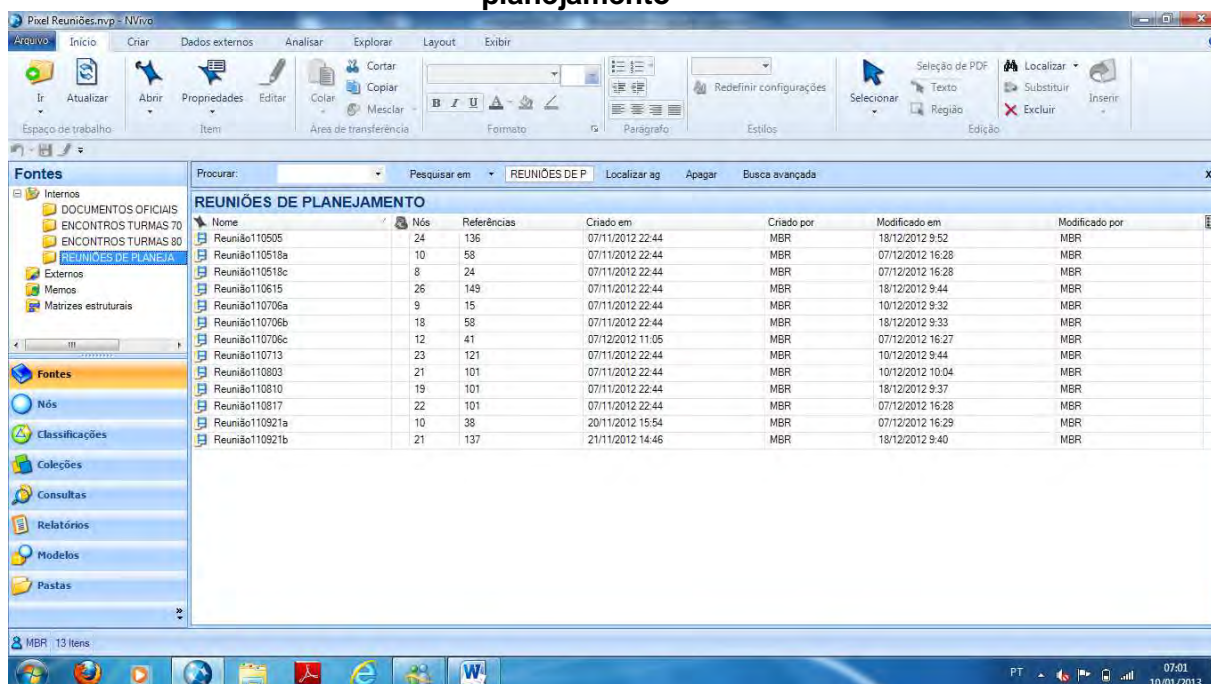 planejamento
Pixel Reuniões.nvp - NVivo
Arquivo Início Criar Dados externos Analisar Explorar Layout Exibir
Ir Atualizar Abrir Propriedades Editar Colar Cortar Copiar Mesclar
B I U A
Redefinir configurações
Selecionar Seleção de PDF Texto Região
Localizar Substituir Excluir Inserir
Espaço de trabalho Item Área de transferência Formato Parágrafo Estilos Edição
Fontes
Internos
DOCUMENTOS OFICIAIS
ENCONTROS TURMAS 70
ENCONTROS TURMAS 80
REUNIÕES DE PLANEJA
Externos
Memos
Matrizes estruturais
Fontes
Nós
Classificações
Coleções
Consultas
Relatórios
Modelos
Pastas
Procurar: Pesquisar em REUNIÕES DE P Localizar ag Apagar Busca avançada x
REUNIÕES DE PLANEJAMENTO
Nome Nós Referências Criado em Criado por Modificado em Modificado por
Reunião110505 24 136 07/11/2012 22:44 MBR 18/12/2012 9:52 MBR
Reunião110518a 10 58 07/11/2012 22:44 MBR 07/12/2012 16:28 MBR
Reunião110518c 8 24 07/11/2012 22:44 MBR 07/12/2012 16:28 MBR
Reunião110615 26 149 07/11/2012 22:44 MBR 18/12/2012 9:44 MBR
Reunião110706a 9 15 07/11/2012 22:44 MBR 10/12/2012 9:32 MBR
Reunião110706b 18 58 07/11/2012 22:44 MBR 18/12/2012 9:33 MBR
Reunião110706c 12 41 07/12/2012 11:05 MBR 07/12/2012 16:27 MBR
Reunião110713 23 121 07/11/2012 22:44 MBR 10/12/2012 9:44 MBR
Reunião110803 21 101 07/11/2012 22:44 MBR 10/12/2012 10:04 MBR
Reunião110810 19 101 07/11/2012 22:44 MBR 18/12/2012 9:37 MBR
Reunião110817 22 101 07/11/2012 22:44 MBR 07/12/2012 16:28 MBR
Reunião110921a 10 38 20/11/2012 15:54 MBR 07/12/2012 16:29 MBR
Reunião110921b 21 137 21/11/2012 14:46 MBR 18/12/2012 9:40 MBR
MBR 13 Itens
PT 07:01
10/01/2013